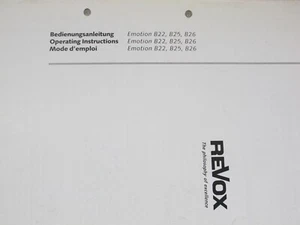 Bedienungsanleitung Emotion B22, B25, B26
Operating Instructions Emotion B22, B25, B26
Mode d'emploi Emotion B22, B25, B26
REVOX
The philosophy of excellence